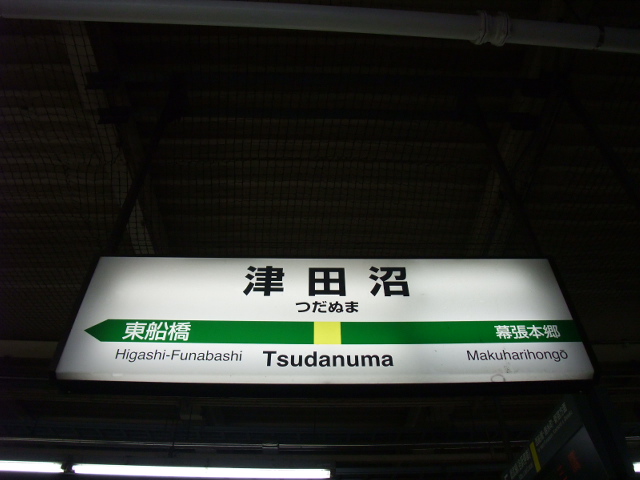 津田沼
つだぬま
東船橋 幕張本郷
Higashi-Funabashi Tsudanuma Makuharihongō